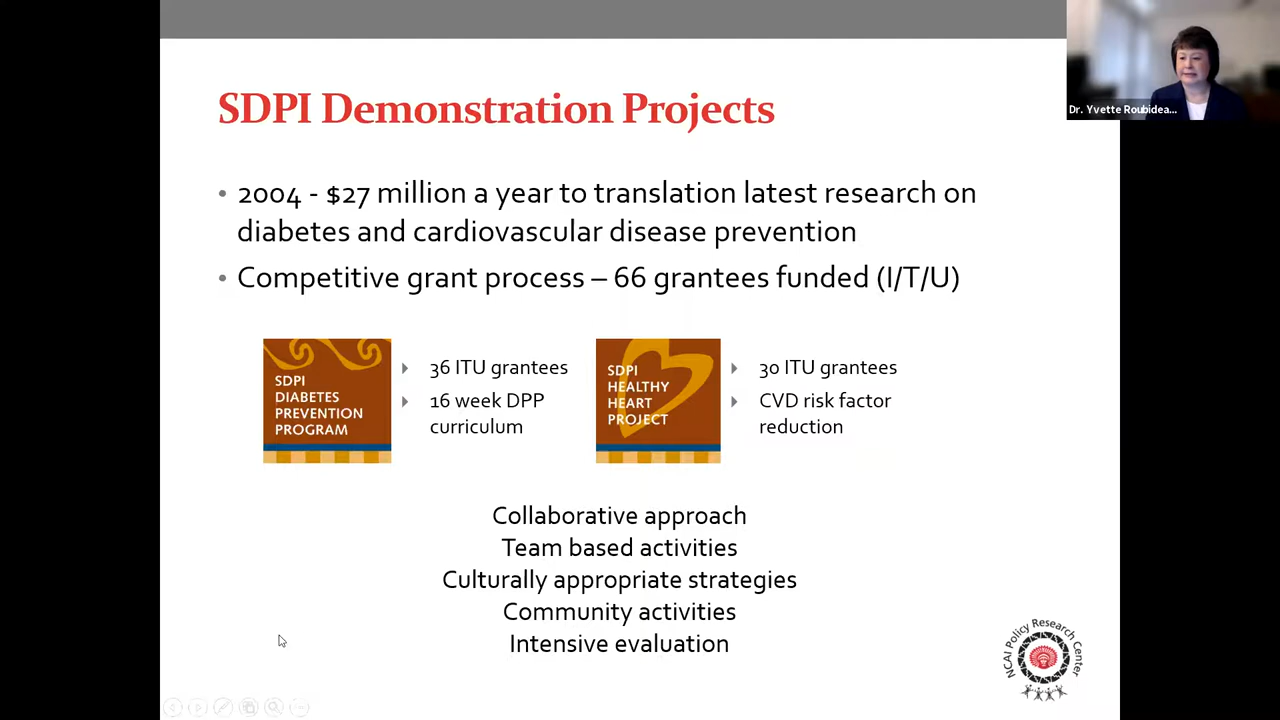 SDPI Demonstration Projects
Dr. Yvette Roubidea...
• 2004 - $27 million a year to translation latest research on
diabetes and cardiovascular disease prevention
• Competitive grant process – 66 grantees funded (I/T/U)
SDPI
DIABETES
PREVENTION
PROGRAM
36 ITU grantees
16 week DPP
curriculum
SDPI
HEALTHY
HEART
PROJECT
30 ITU grantees
CVD risk factor
reduction
Collaborative approach
Team based activities
Culturally appropriate strategies
Community activities
Intensive evaluation
NCAI Policy Research Center